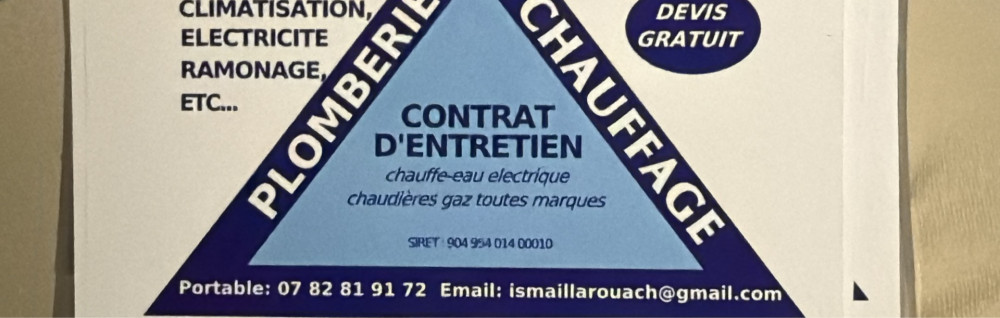 CLIMATISATION,
ELECTRICITE
RAMONAGE,
ETC...
PLOMBERIE
CHAUFFAGE
DEVIS
GRATUIT
CONTRAT
D'ENTRETIEN
chauffe-eau electrique
chaudières gaz toutes marques
SIRET : 904 954 014 00010
Portable: 07 82 81 91 72 Email: ismaillarouach@gmail.com